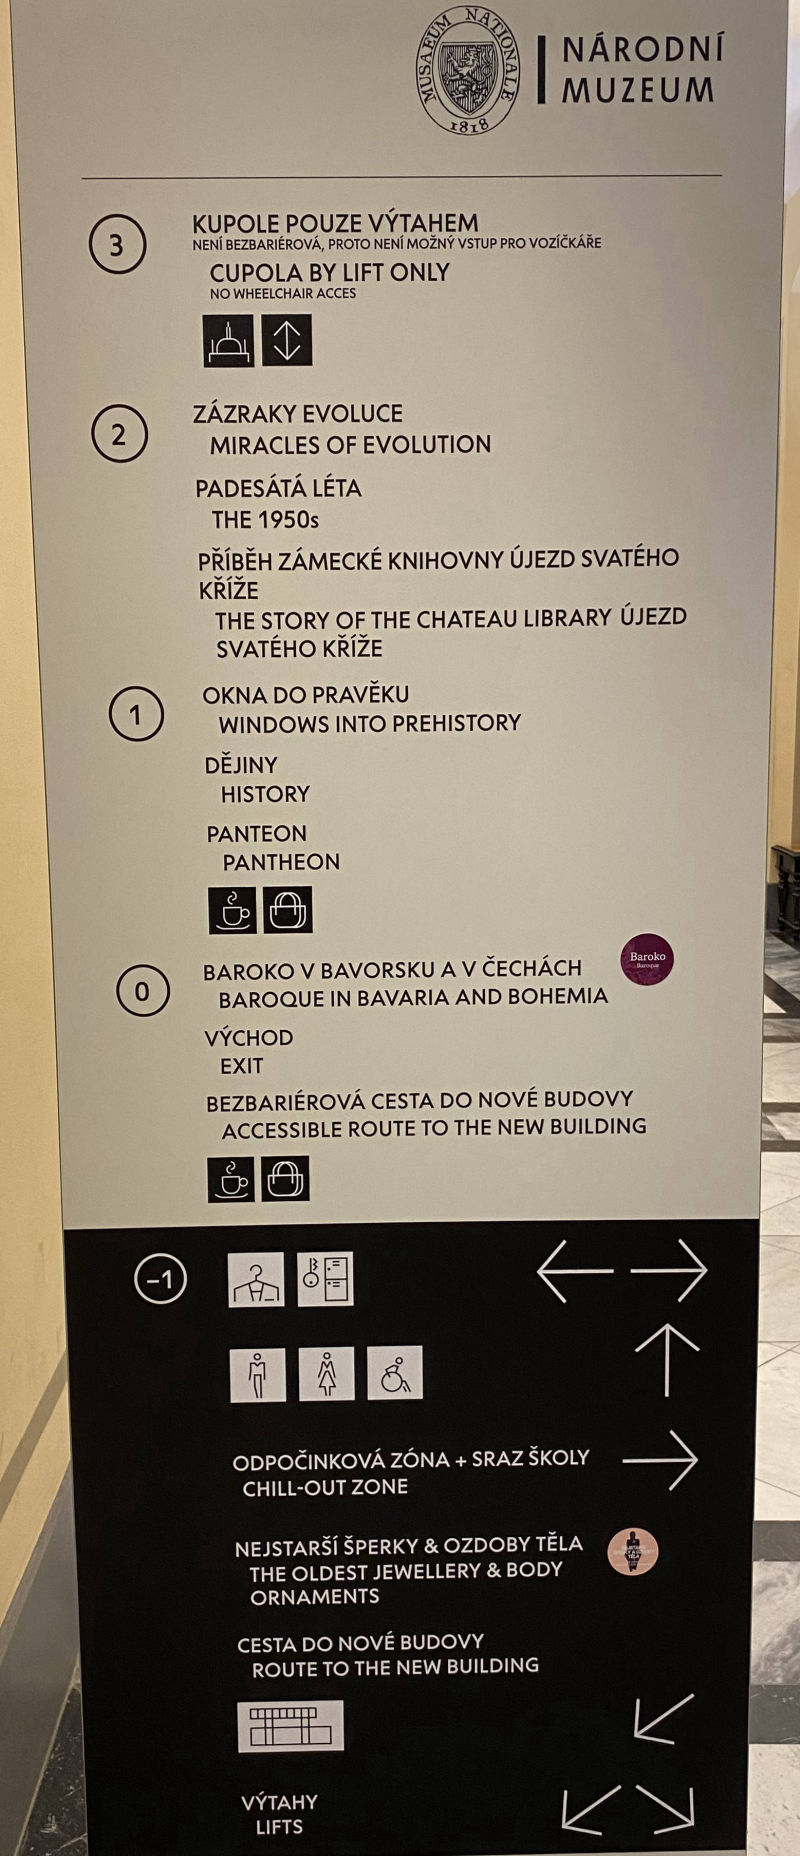 MUSAEUM NATIONALE
1818
NÁRODNÍ
MUZEUM
3
KUPOLE POUZE VÝTAHEM
NENÍ BEZBARIÉROVÁ, PROTO NENÍ MOŽNÝ VSTUP PRO VOZÍČKÁŘE
CUPOLA BY LIFT ONLY
NO WHEELCHAIR ACCES
2
ZÁZRAKY EVOLUCE
MIRACLES OF EVOLUTION
PADESÁTÁ LÉTA
THE 1950s
PŘÍBĚH ZÁMECKÉ KNIHOVNY ÚJEZD SVATÉHO
KŘÍŽE
THE STORY OF THE CHATEAU LIBRARY ÚJEZD
SVATÉHO KŘÍŽE
1
OKNA DO PRAVĚKU
WINDOWS INTO PREHISTORY
DĚJINY
HISTORY
PANTEON
PANTHEON
0
BAROKO V BAVORSKU A V ČECHÁCH
BAROQUE IN BAVARIA AND BOHEMIA
Baroko
Baroque
VÝCHOD
EXIT
BEZBARIÉROVÁ CESTA DO NOVÉ BUDOVY
ACCESSIBLE ROUTE TO THE NEW BUILDING
-1
ODPOČINKOVÁ ZÓNA + SRAZ ŠKOLY
CHILL-OUT ZONE
NEJSTARŠÍ ŠPERKY & OZDOBY TĚLA
THE OLDEST JEWELLERY & BODY
ORNAMENTS
CESTA DO NOVÉ BUDOVY
ROUTE TO THE NEW BUILDING
VÝTAHY
LIFTS